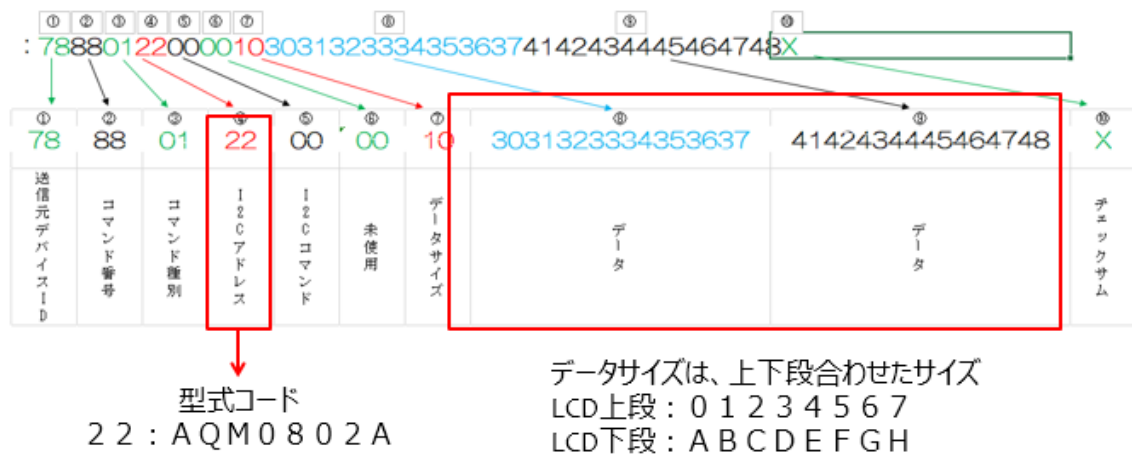 ① ② ③ ④ ⑤ ⑥ ⑦ ⑧ ⑨ ⑩
: 78880122000010303132333435363741424344454647 48X
① ② ③ ④ ⑤ ⑥ ⑦ ⑧ ⑨ ⑩
78 88 01 22 00 00 10 3031323334353637 4142434445464748 X
送信元デバイスID
コマンド番号
コマンド種別
I2Cアドレス
I2Cコマンド
未使用
データサイズ
データ
データ
チェックサム
型式コード
22:AQM0802A
データサイズは、上下段合わせたサイズ
LCD上段:01234567
LCD下段:ABCDEFGH